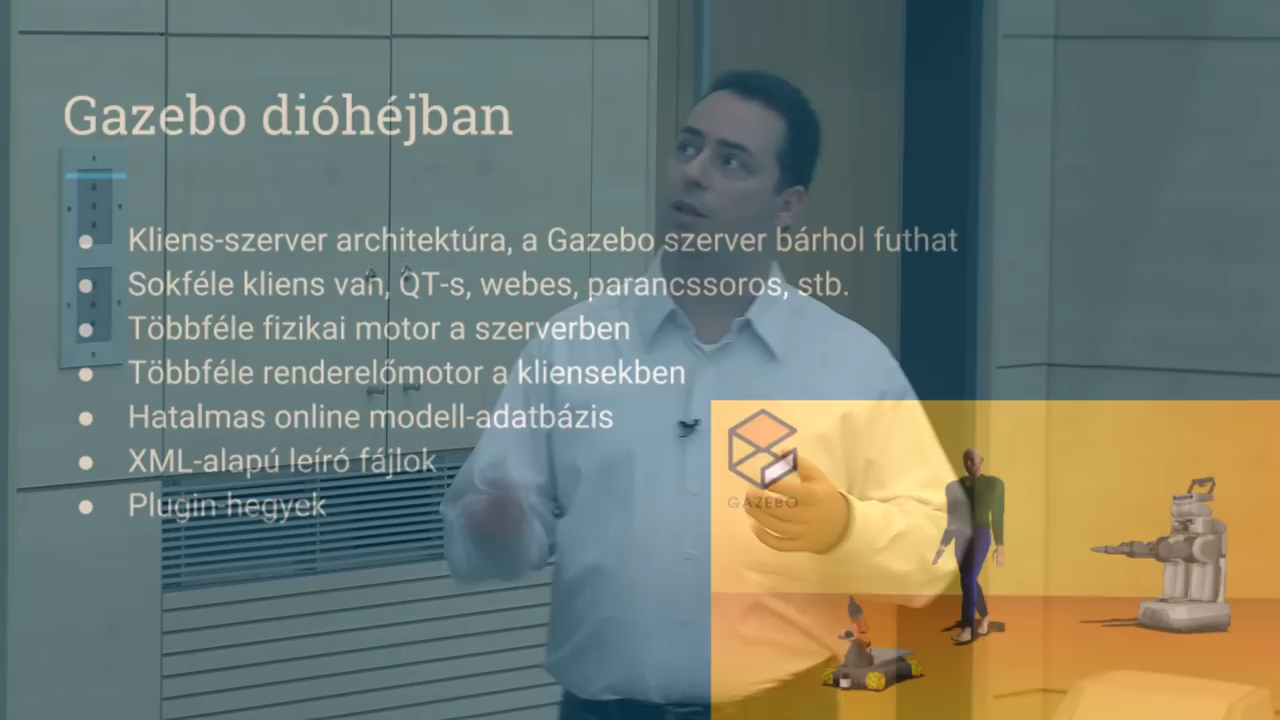 Gazebo dióhéjban
Kliens-szerver architektúra, a Gazebo szerver bárhol futhat
Sokféle kliens van, QT-s, webes, parancssoros, stb.
Többféle fizikai motor a szerverben
Többféle renderelőmotor a kliensekben
Hatalmas online modell-adatbázis
XML-alapú leíró fájlok
Plugin hegyek
GAZEBO